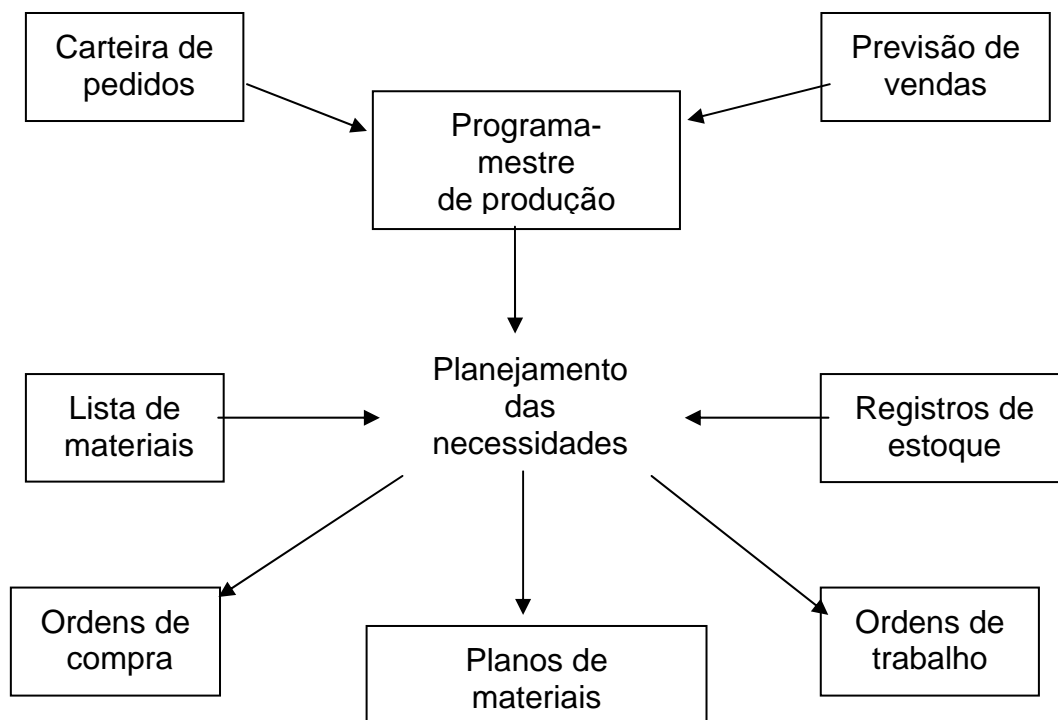 Carteira de
pedidos
Previsão de
vendas
Programa-
mestre
de produção
Planejamento
das
necessidades
Lista de
materiais
Registros de
estoque
Ordens de
compra
Planos de
materiais
Ordens de
trabalho